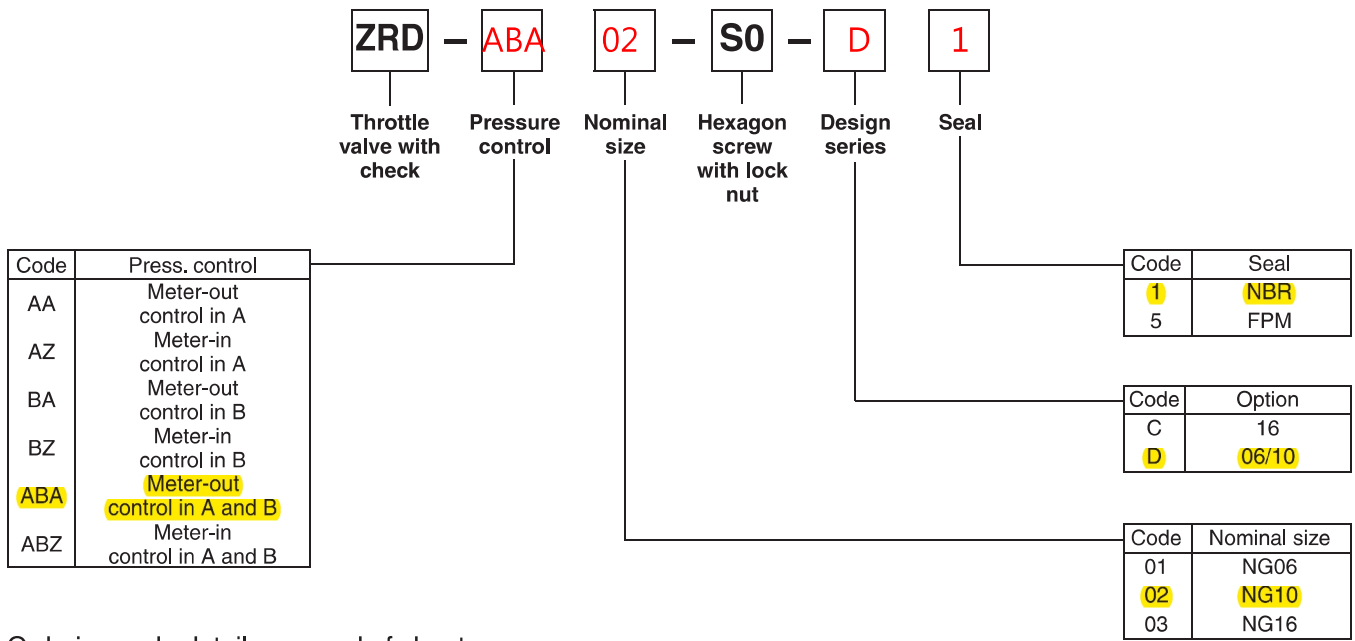 ZRD – ABA 02 – S0 – D 1
Throttle valve with check
Pressure control
Nominal size
Hexagon screw with lock nut
Design series
Seal
Code Press. control
AA Meter-out control in A
AZ Meter-in control in A
BA Meter-out control in B
BZ Meter-in control in B
ABA Meter-out control in A and B
ABZ Meter-in control in A and B
Code Seal
1 NBR
5 FPM
Code Option
C 16
D 06/10
Code Nominal size
01 NG06
02 NG10
03 NG16